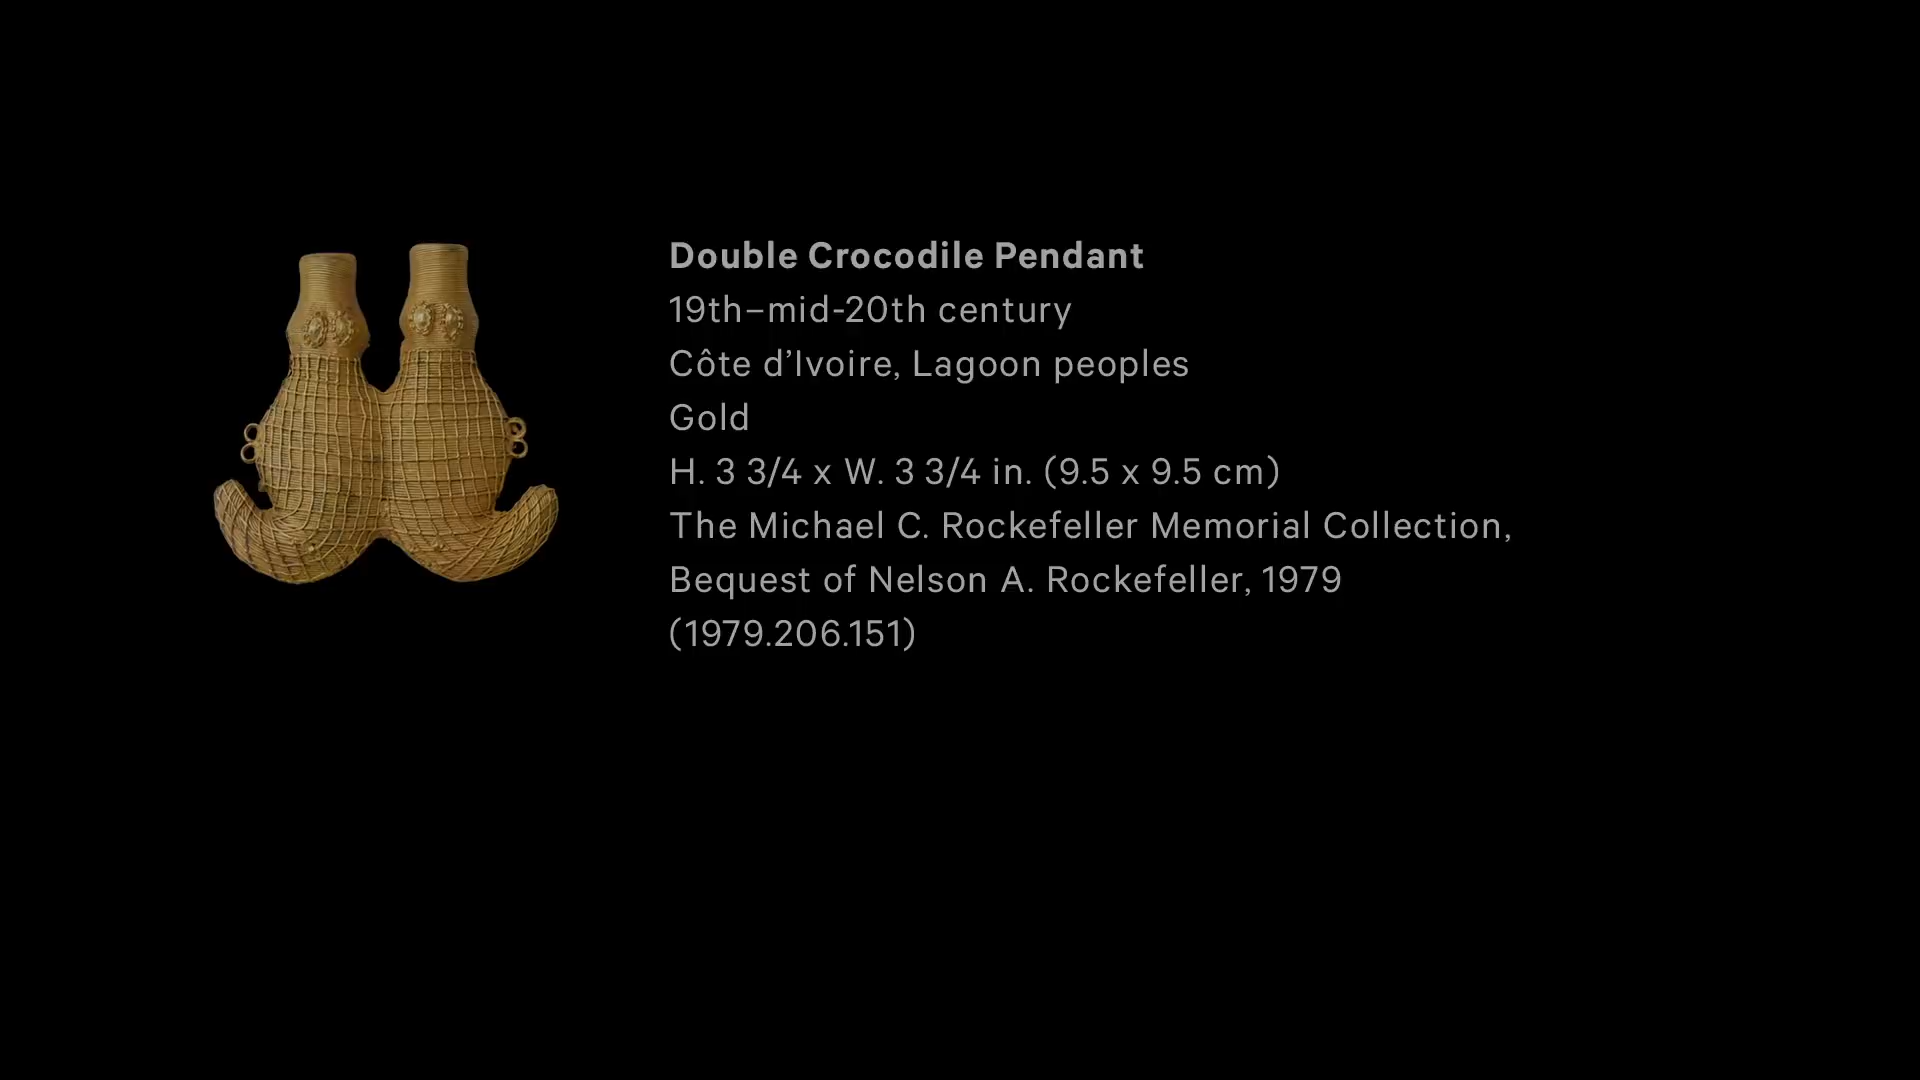 Double Crocodile Pendant
19th–mid-20th century
Côte d’Ivoire, Lagoon peoples
Gold
H. 3 3/4 x W. 3 3/4 in. (9.5 x 9.5 cm)
The Michael C. Rockefeller Memorial Collection,
Bequest of Nelson A. Rockefeller, 1979
(1979.206.151)